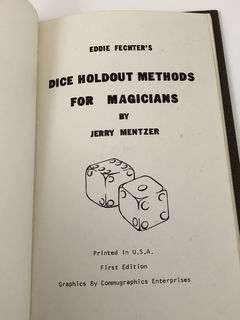 EDDIE FECHTER'S
DICE HOLDOUT METHODS
FOR MAGICIANS
BY
JERRY MENTZER
Printed in U.S.A.
First Edition
Graphics By Commugraphics Enterprises